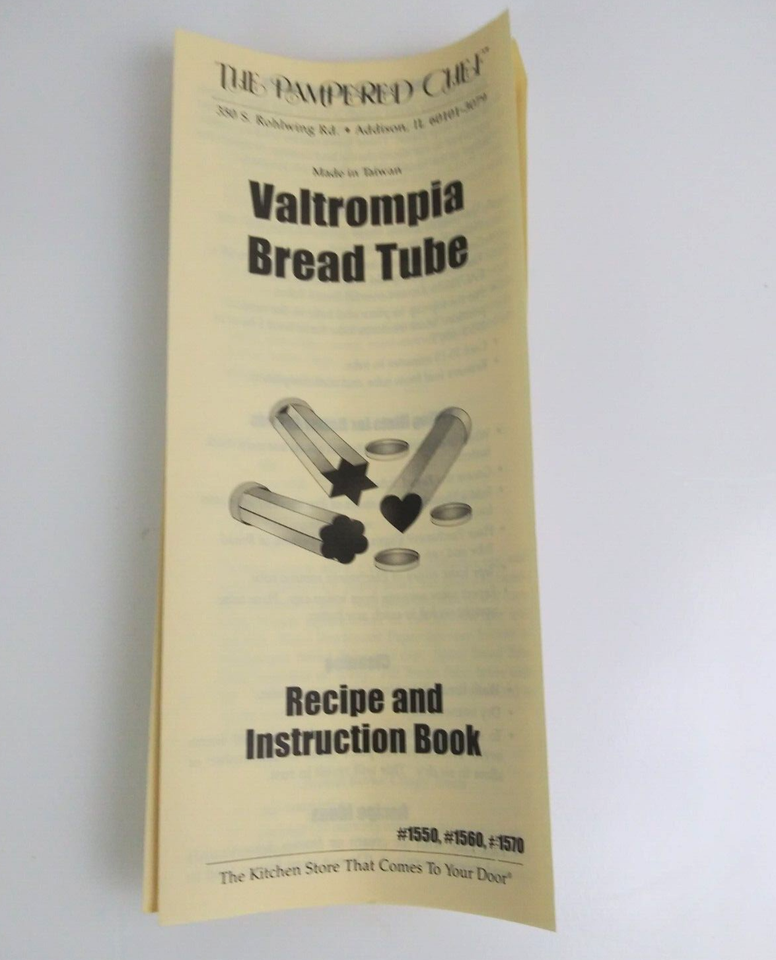 THE PAMPERED CHEF®
350 S. Rohlwing Rd. • Addison, IL 60101-3079
Made in Taiwan
Valtrompia
Bread Tube
Recipe and
Instruction Book
#1550, #1560, #1570
The Kitchen Store That Comes To Your Door®